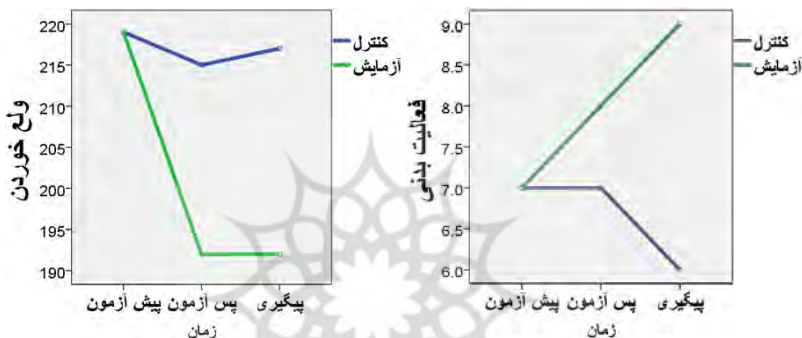 220
215
210
205
200
195
190
ولع خوردن
پیش آزمون
پس آزمون
پیگیری
زمان
کنترل
آزمایش
9.0
8.5
8.0
7.5
7.0
6.5
6.0
فعالیت بدنی
پیش آزمون
پس آزمون
پیگیری
زمان
کنترل
آزمایش